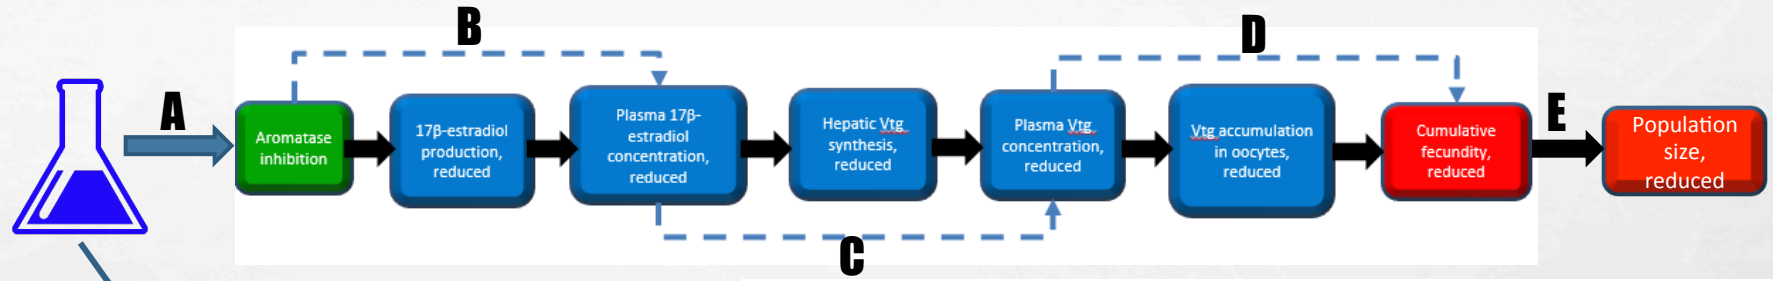 A
B
C
D
E
Aromatase
inhibition
17β-estradiol
production,
reduced
Plasma 17β-
estradiol
concentration,
reduced
Hepatic Vtg
synthesis,
reduced
Plasma Vtg
concentration,
reduced
Vtg accumulation
in oocytes,
reduced
Cumulative
fecundity,
reduced
Population
size,
reduced